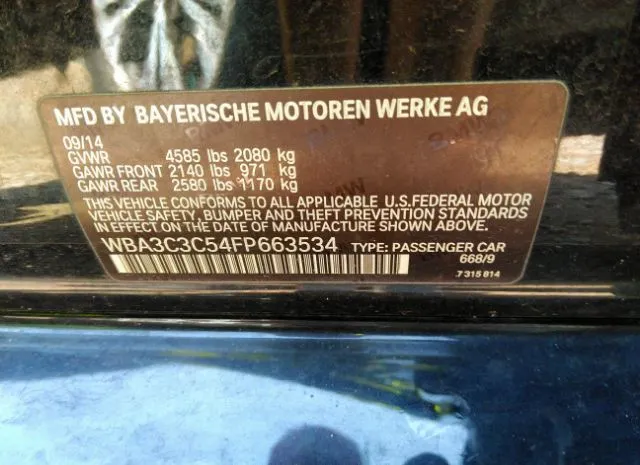 MFD BY BAYERISCHE MOTOREN WERKE AG
09/14
GVWR 4585 lbs 2080 kg
GAWR FRONT 2140 lbs 971 kg
GAWR REAR 2580 lbs 1170 kg
THIS VEHICLE CONFORMS TO ALL APPLICABLE U.S.FEDERAL MOTOR
VEHICLE SAFETY, BUMPER AND THEFT PREVENTION STANDARDS
IN EFFECT ON THE DATE OF MANUFACTURE SHOWN ABOVE.
WBA3C3C54FP663534 TYPE: PASSENGER CAR
668/9
7 315 814